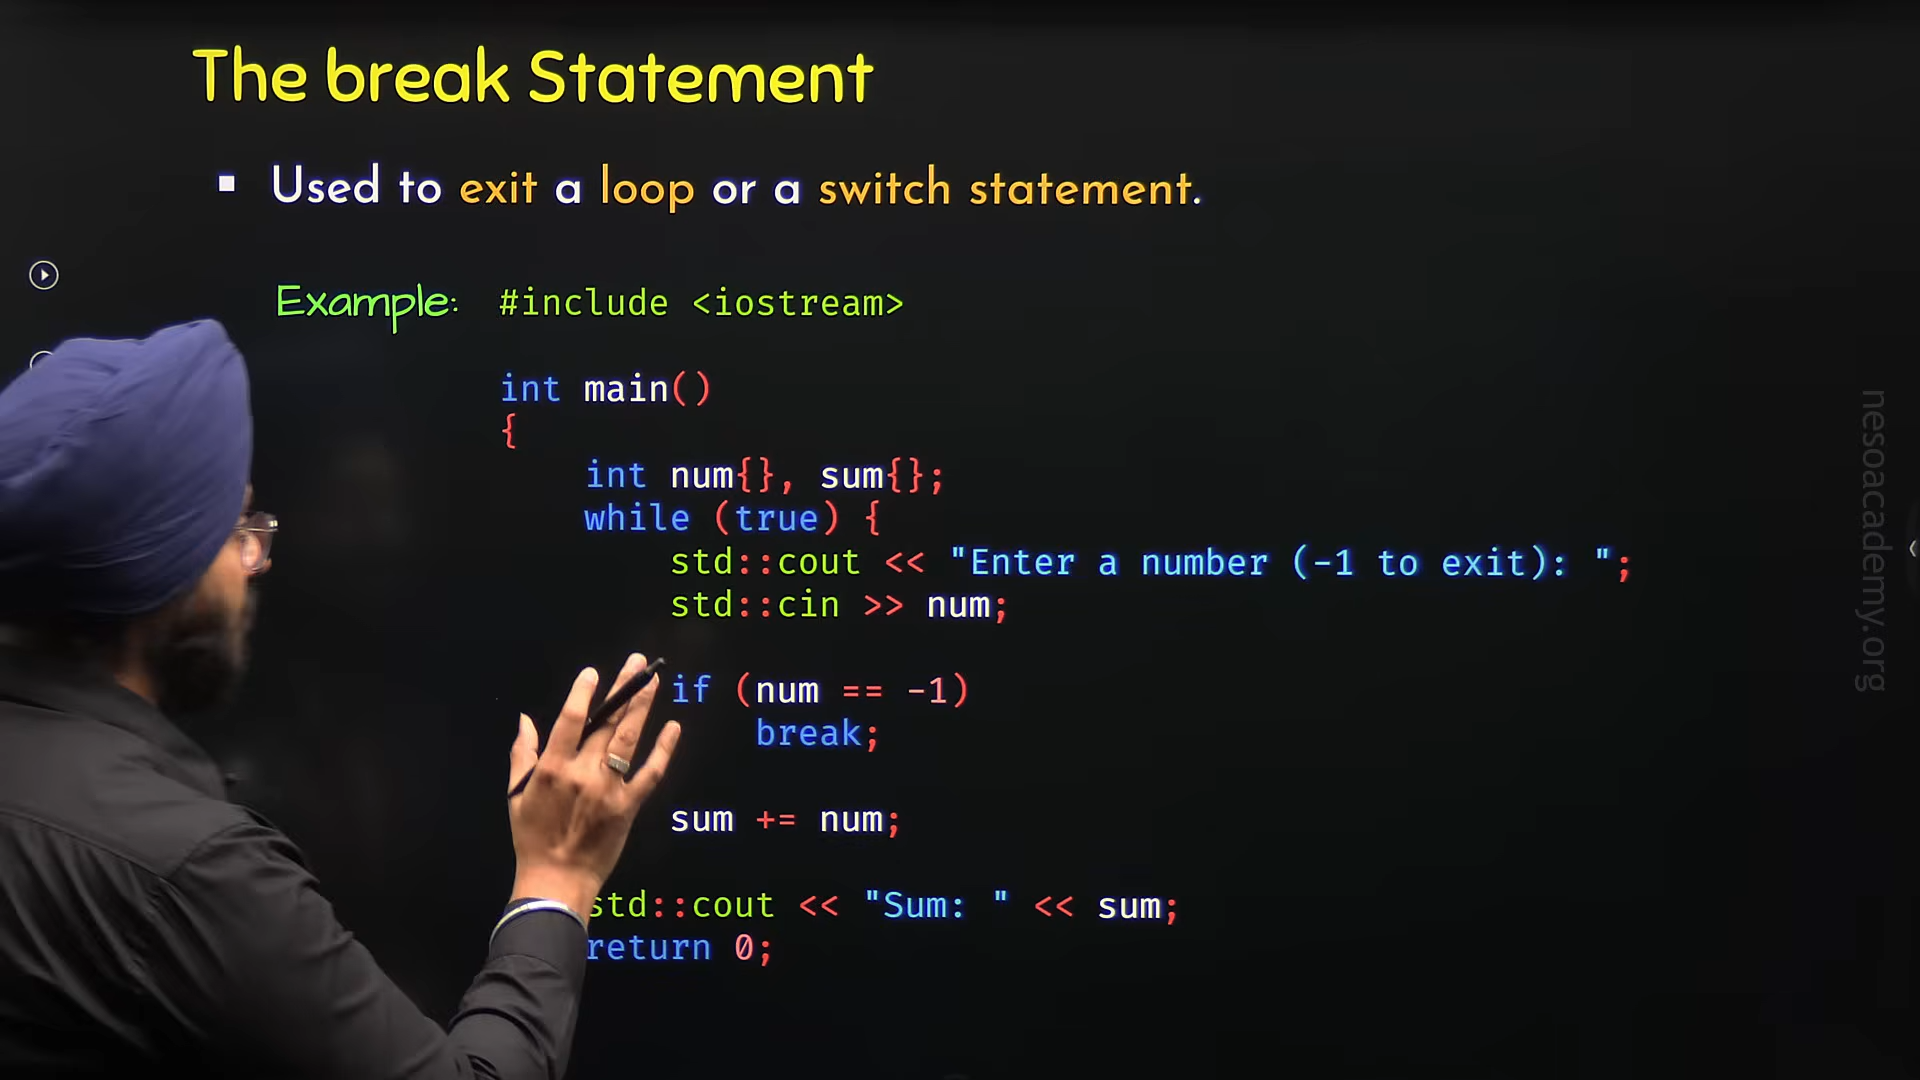 The break Statement
▪ Used to exit a loop or a switch statement.
Example: #include <iostream>
int main()
{
int num{}, sum{};
while (true) {
std::cout << "Enter a number (-1 to exit): ";
std::cin >> num;
if (num == -1)
break;
sum += num;
std::cout << "Sum: " << sum;
return 0;
nesoacademy.org